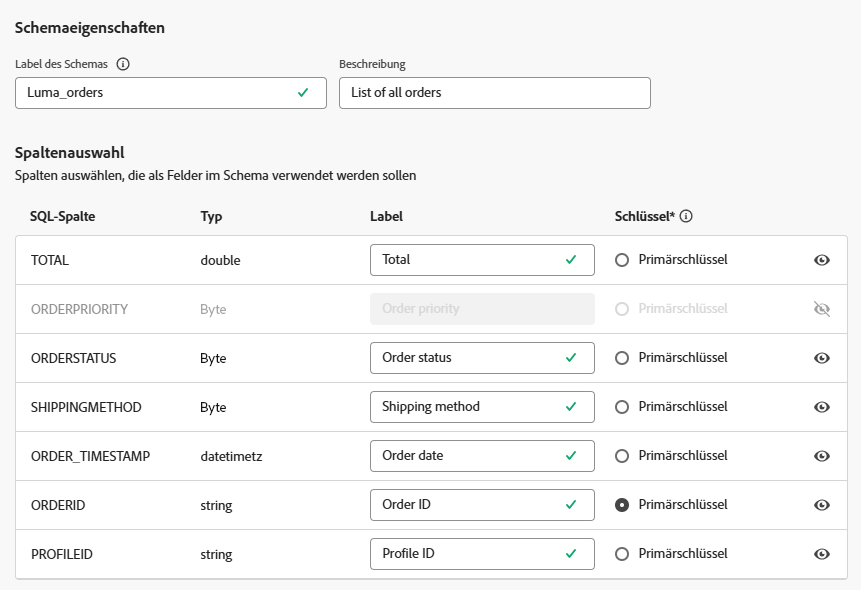 Schemaeigenschaften
Label des Schemas
Beschreibung
Luma_orders
List of all orders
Spaltenauswahl
Spalten auswählen, die als Felder im Schema verwendet werden sollen
SQL-Spalte Typ Label Schlüssel*
TOTAL double Total Primärschlüssel
ORDERPRIORITY Byte Order priority Primärschlüssel
ORDERSTATUS Byte Order status Primärschlüssel
SHIPPINGMETHOD Byte Shipping method Primärschlüssel
ORDER_TIMESTAMP datetimetz Order date Primärschlüssel
ORDERID string Order ID Primärschlüssel
PROFILEID string Profile ID Primärschlüssel